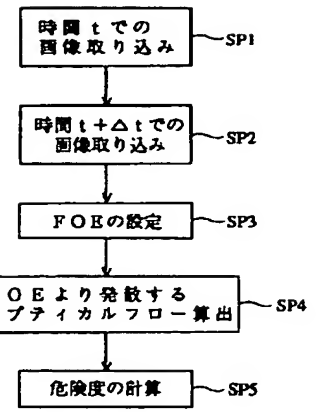 時間tでの
画像取り込み
SP1
時間t+△tでの
画像取り込み
SP2
FOEの設定
SP3
OEより発散する
プティカルフロー算出
SP4
危険度の計算
SP5